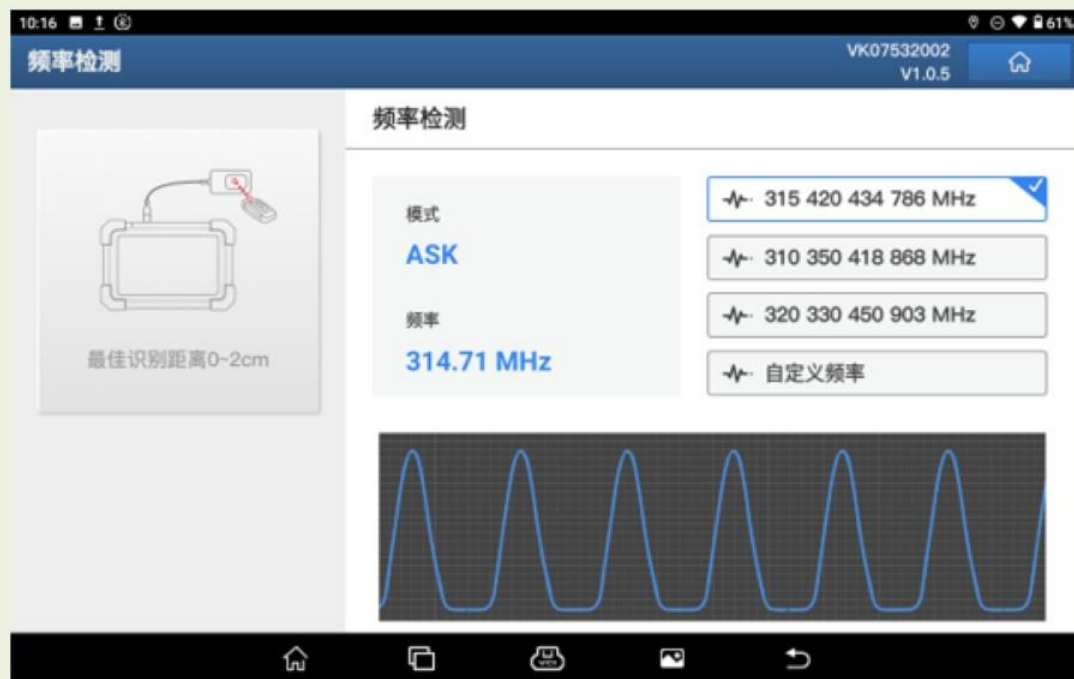 10:16
61%
频率检测
VK07532002
V1.0.5
最佳识别距离0~2cm
频率检测
模式
ASK
频率
314.71 MHz
315 420 434 786 MHz
310 350 418 868 MHz
320 330 450 903 MHz
自定义频率